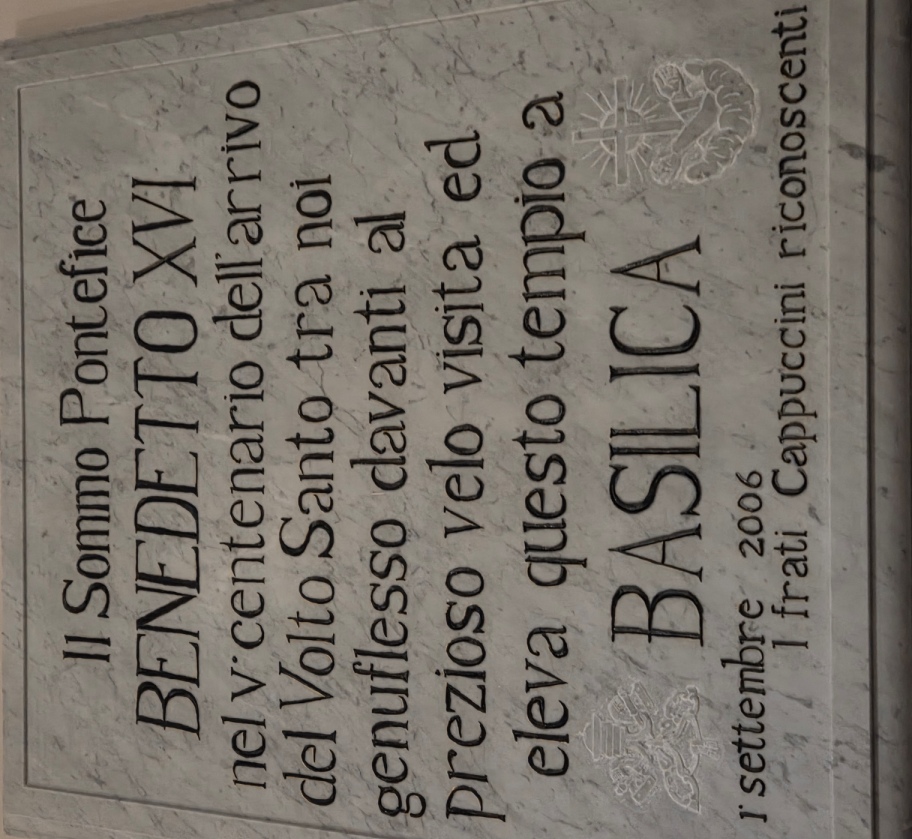 Il Sommo Pontefice
BENEDETTO XVI
nel v· centenario dell'arrivo
del Volto Santo tra noi
genuflesso davanti al
prezioso velo visita ed
eleva questo tempio a
BASILICA
1° settembre 2006
I frati Cappuccini riconoscenti